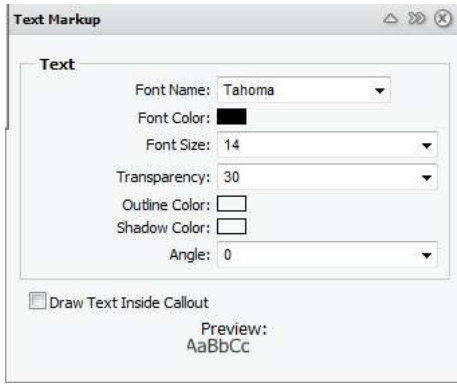 Text Markup
Text
Font Name: Tahoma
Font Color:
Font Size: 14
Transparency: 30
Outline Color:
Shadow Color:
Angle: 0
Draw Text Inside Callout
Preview:
AaBbCc